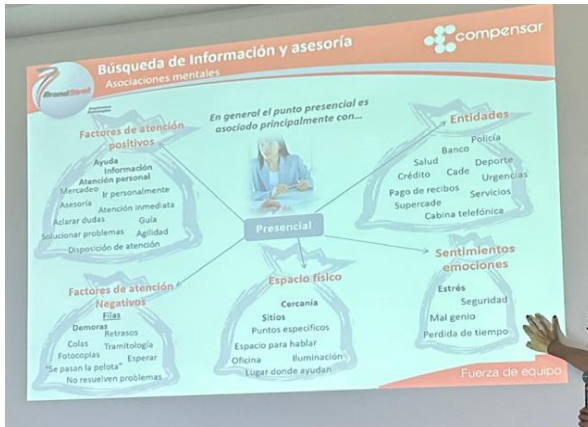 Búsqueda de Información y asesoría
Asociaciones mentales
BrandStrat
compensar
En general el punto presencial es
asociado principalmente con...
Presencial
Factores de atención
positivos
Ayuda
Información
Atención personal
Mercadeo
Ir personalmente
Asesoría
Atención inmediata
Aclarar dudas
Guía
Solucionar problemas
Agilidad
Disposición de atención
Entidades
Policía
Banco
Salud
Deporte
Crédito
Cade
Urgencias
Pago de recibos
Servicios
Supercade
Cabina telefónica
Factores de atención
Negativos
Filas
Demoras
Retrasos
Colas
Tramitología
Fotocopias
Esperar
"Se pasan la pelota"
No resuelven problemas
Espacio físico
Cercanía
Sitios
Puntos específicos
Espacio para hablar
Oficina
Iluminación
Lugar donde ayudan
Sentimientos
emociones
Estrés
Seguridad
Mal genio
Perdida de tiempo
Fuerza de equipo